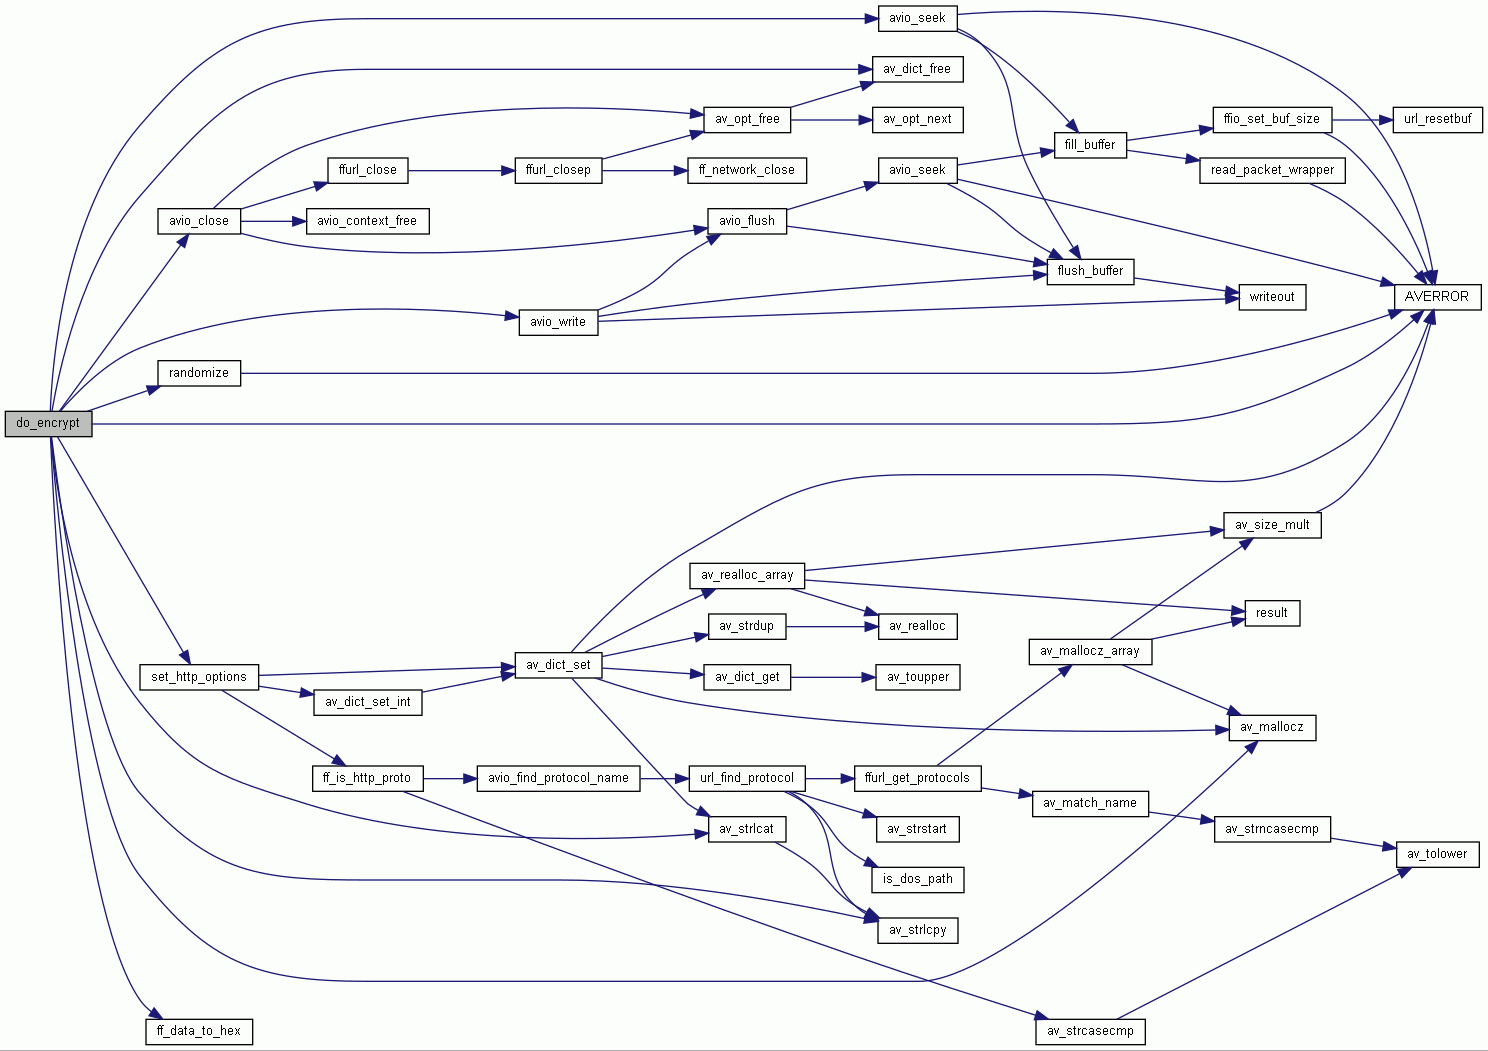 avio_seek
av_dict_free
av_opt_free
av_opt_next
ffio_set_buf_size
url_resetbuf
fill_buffer
ffurl_close
ffurl_closep
ff_network_close
avio_seek
read_packet_wrapper
avio_close
avio_context_free
avio_flush
flush_buffer
writeout
AVERROR
avio_write
randomize
do_encrypt
av_size_mult
av_realloc_array
result
av_strdup
av_realloc
av_mallocz_array
set_http_options
av_dict_set
av_dict_get
av_toupper
av_dict_set_int
av_mallocz
ff_is_http_proto
avio_find_protocol_name
url_find_protocol
ffurl_get_protocols
av_match_name
av_strlcat
av_strstart
av_strncasecmp
av_tolower
is_dos_path
av_strlcpy
ff_data_to_hex
av_strcasecmp